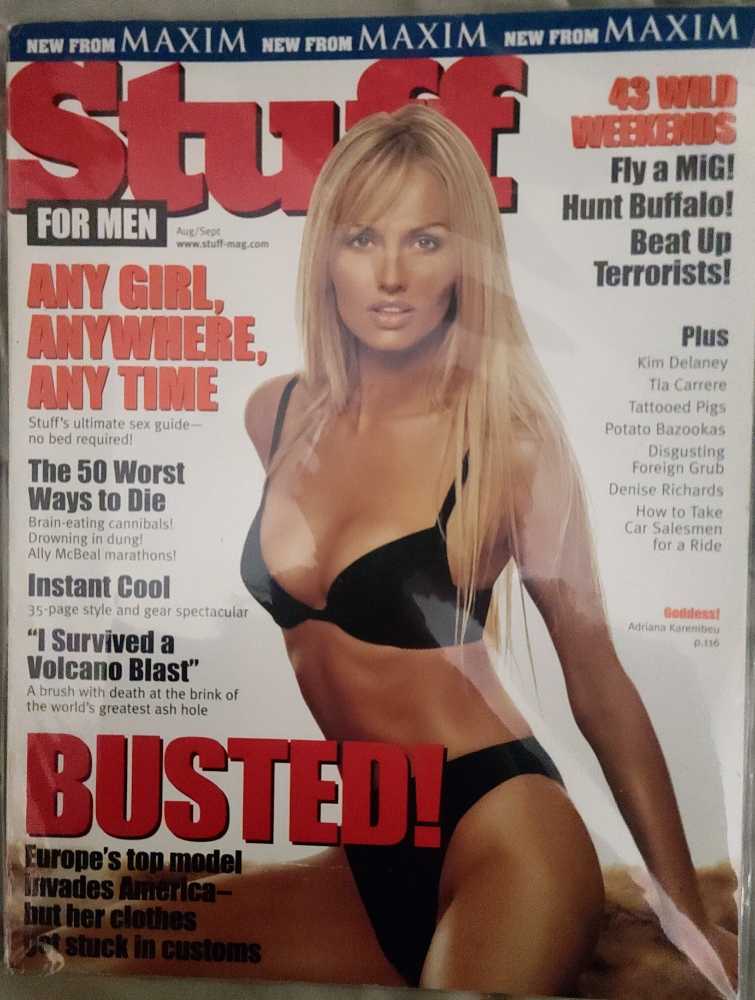 NEW FROM MAXIM NEW FROM MAXIM NEW FROM MAXIM
Stuff
FOR MEN
Aug/Sept
www.stuff-mag.com
ANY GIRL,
ANYWHERE,
ANY TIME
Stuff's ultimate sex guide—
no bed required!
The 50 Worst
Ways to Die
Brain-eating cannibals!
Drowning in dung!
Ally McBeal marathons!
Instant Cool
35-page style and gear spectacular
"I Survived a
Volcano Blast"
A brush with death at the brink of
the world's greatest ash hole
BUSTED!
Europe's top model
invades America—
but her clothes
get stuck in customs
43 WILD
WEEKENDS
Fly a MiG!
Hunt Buffalo!
Beat Up
Terrorists!
Plus
Kim Delaney
Tia Carrere
Tattooed Pigs
Potato Bazookas
Disgusting
Foreign Grub
Denise Richards
How to Take
Car Salesmen
for a Ride
Goddess!
Adriana Karembeu
p.116